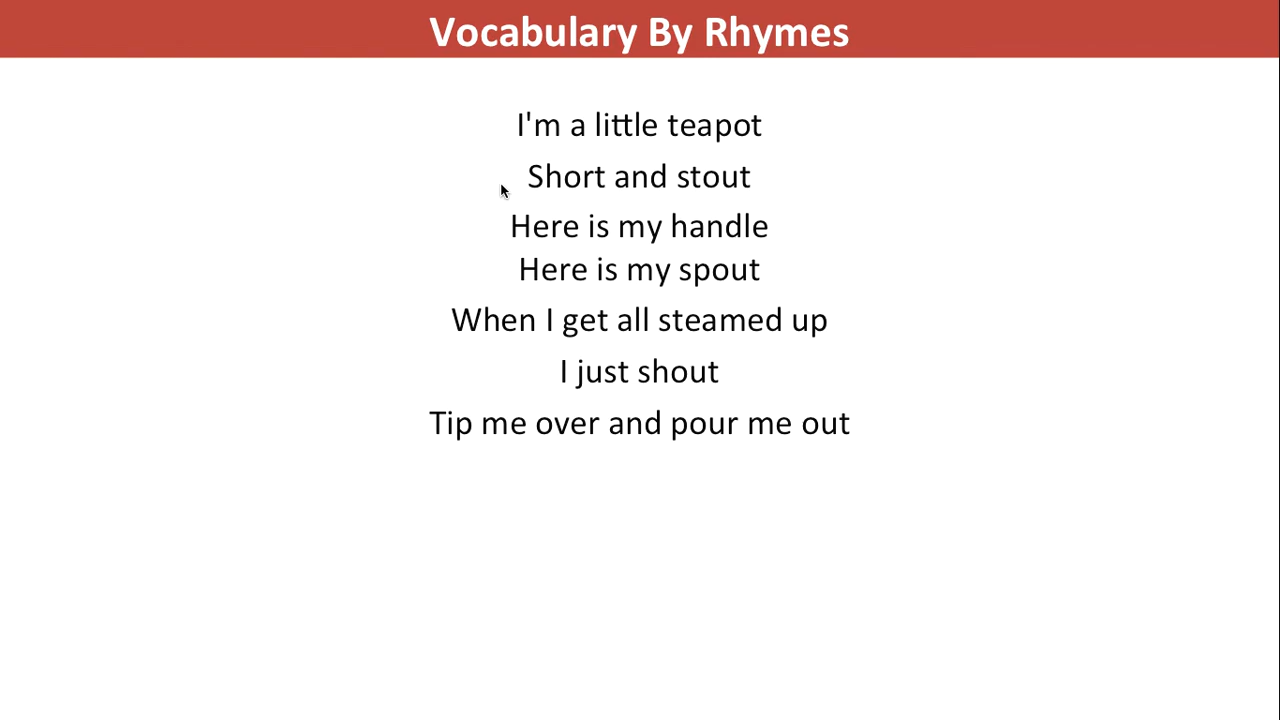 Vocabulary By Rhymes
I'm a little teapot
Short and stout
Here is my handle
Here is my spout
When I get all steamed up
I just shout
Tip me over and pour me out